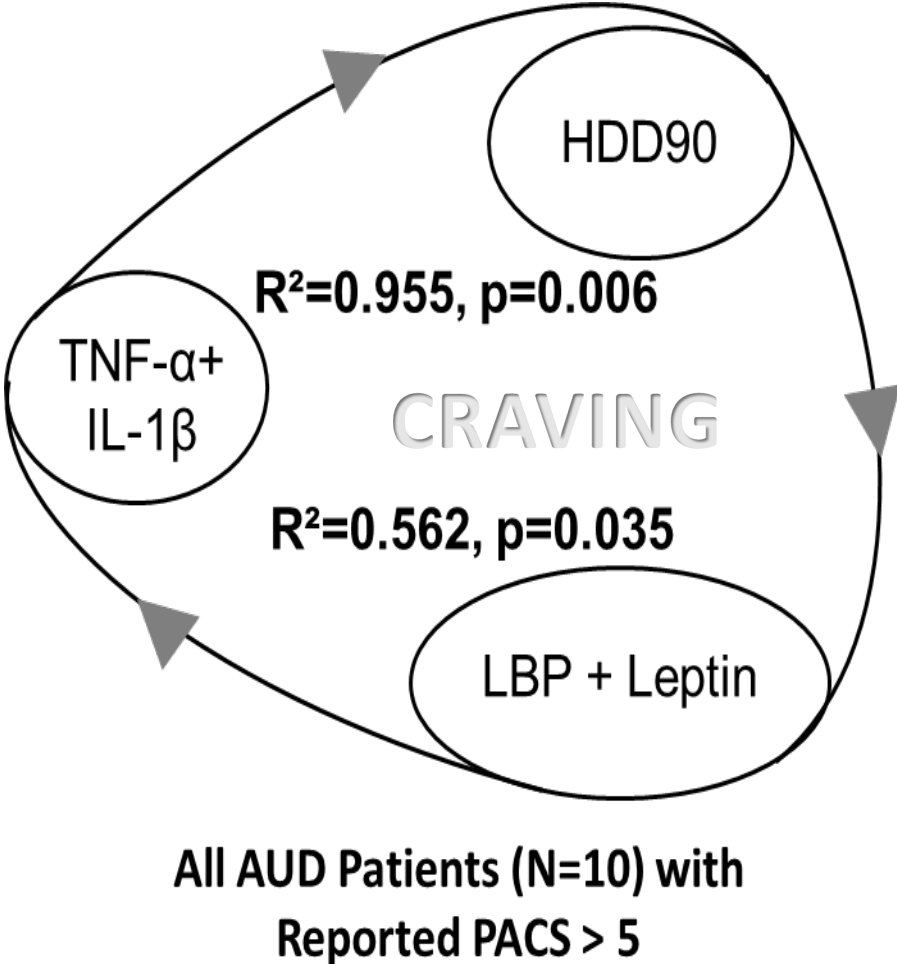 HDD90
R²=0.955, p=0.006
TNF-α+
IL-1β
CRAVING
R²=0.562, p=0.035
LBP + Leptin
All AUD Patients (N=10) with
Reported PACS > 5